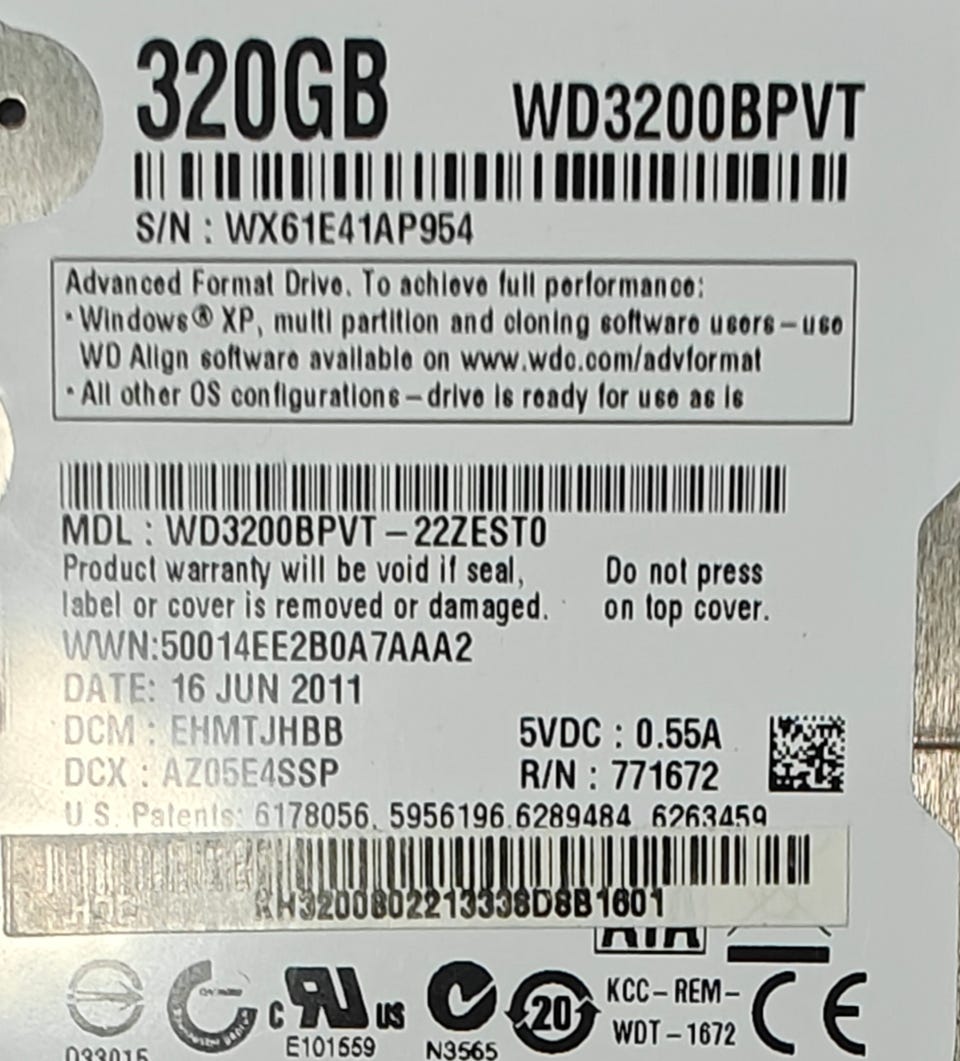 320GB WD3200BPVT
S/N : WX61E41AP954
Advanced Format Drive. To achieve full performance:
• Windows® XP, multi partition and cloning software users – use
WD Align software available on www.wdc.com/advformat
• All other OS configurations – drive is ready for use as is
MDL : WD3200BPVT – 22ZEST0
Product warranty will be void if seal, Do not press
label or cover is removed or damaged. on top cover.
WWN:50014EE2B0A7AAA2
DATE: 16 JUN 2011
DCM : EHMTJHBB 5VDC : 0.55A
DCX : AZ05E4SSP R/N : 771672
U.S. Patents: 6178056, 5956196, 6289484, 6263459
KH3200802213338D8B1601
c RU us
20
KCC – REM –
WDT – 1672
CE
D33015 E101559 N3565